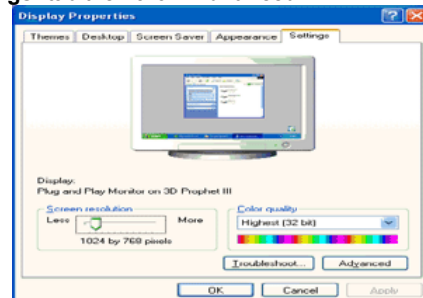 Display Properties
Themes Desktop Screen Saver Appearance Settings
Display:
Plug and Play Monitor on 3D Prophet III
Screen resolution
Less More
1024 by 768 pixels
Color quality
Highest (32 bit)
Troubleshoot... Advanced
OK Cancel Apply